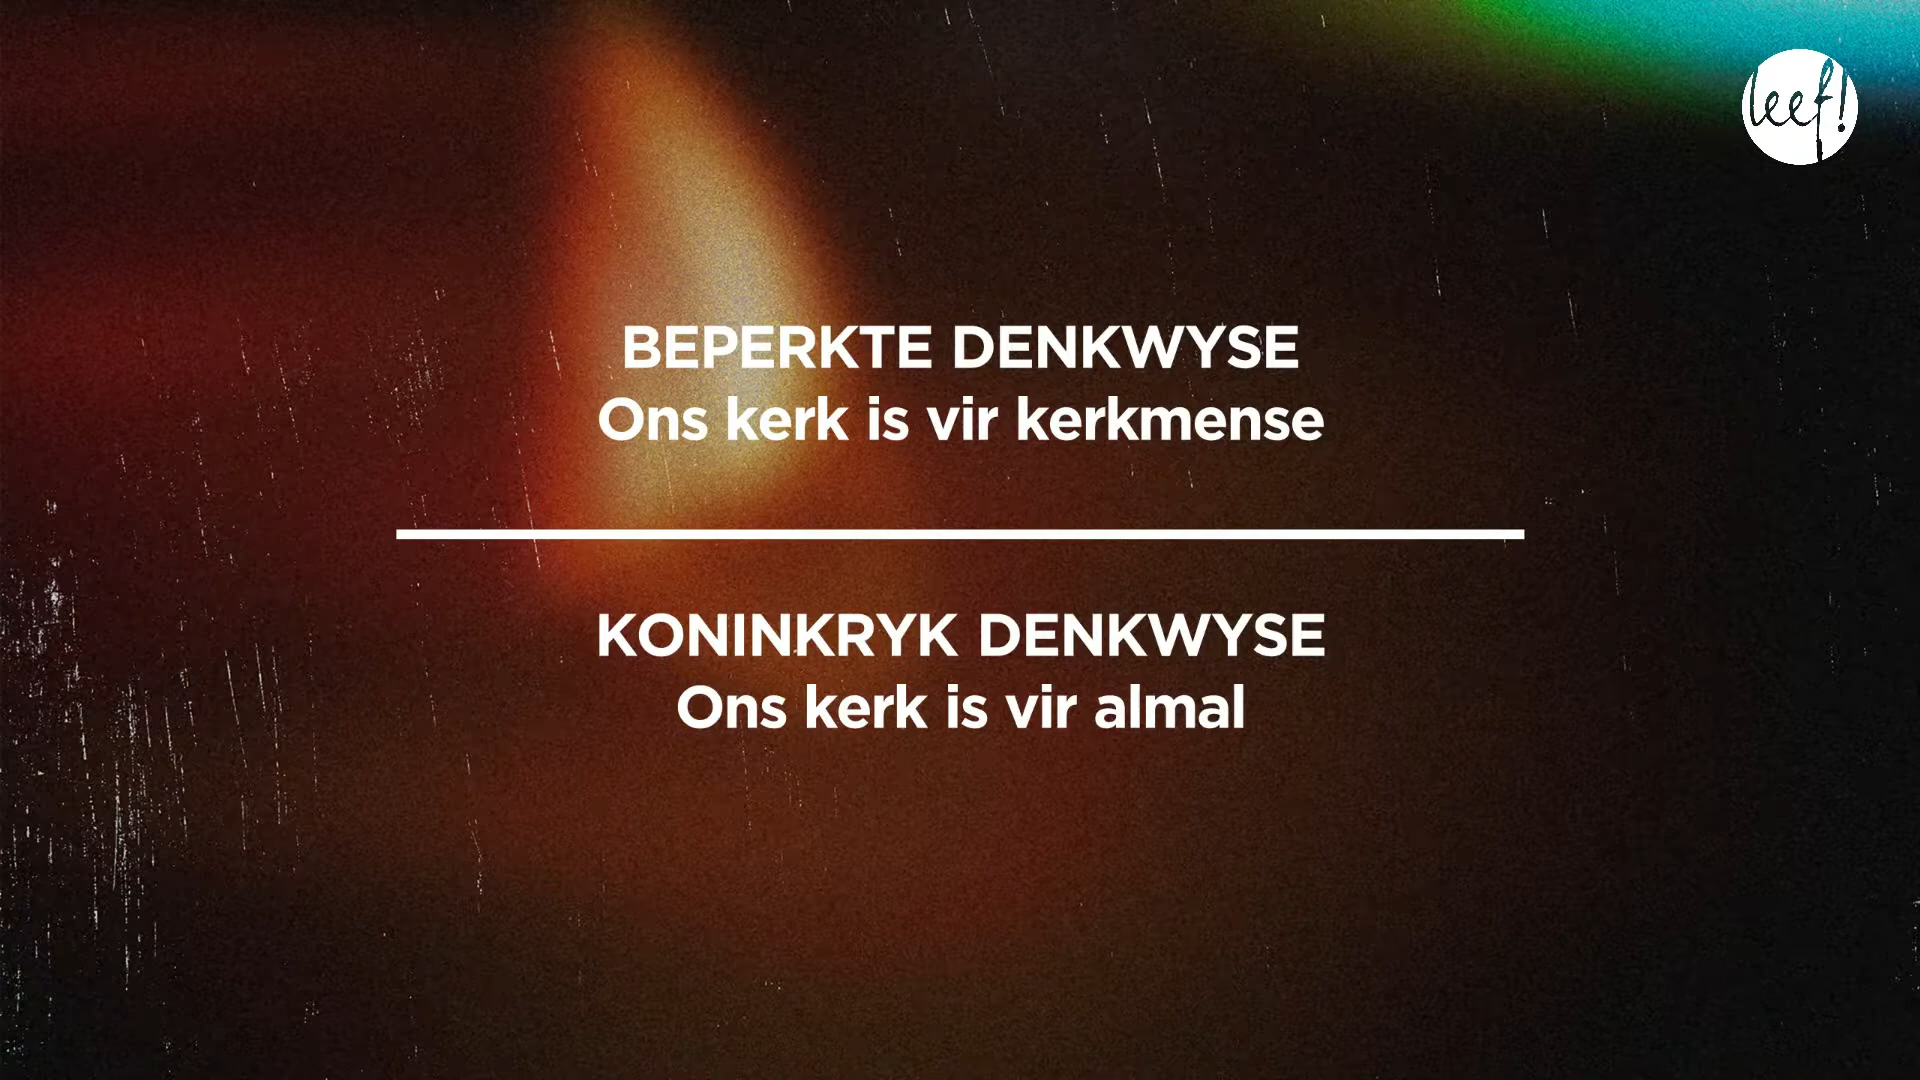 leef!
BEPERKTE DENKWYSE
Ons kerk is vir kerkmense
KONINKRYK DENKWYSE
Ons kerk is vir almal